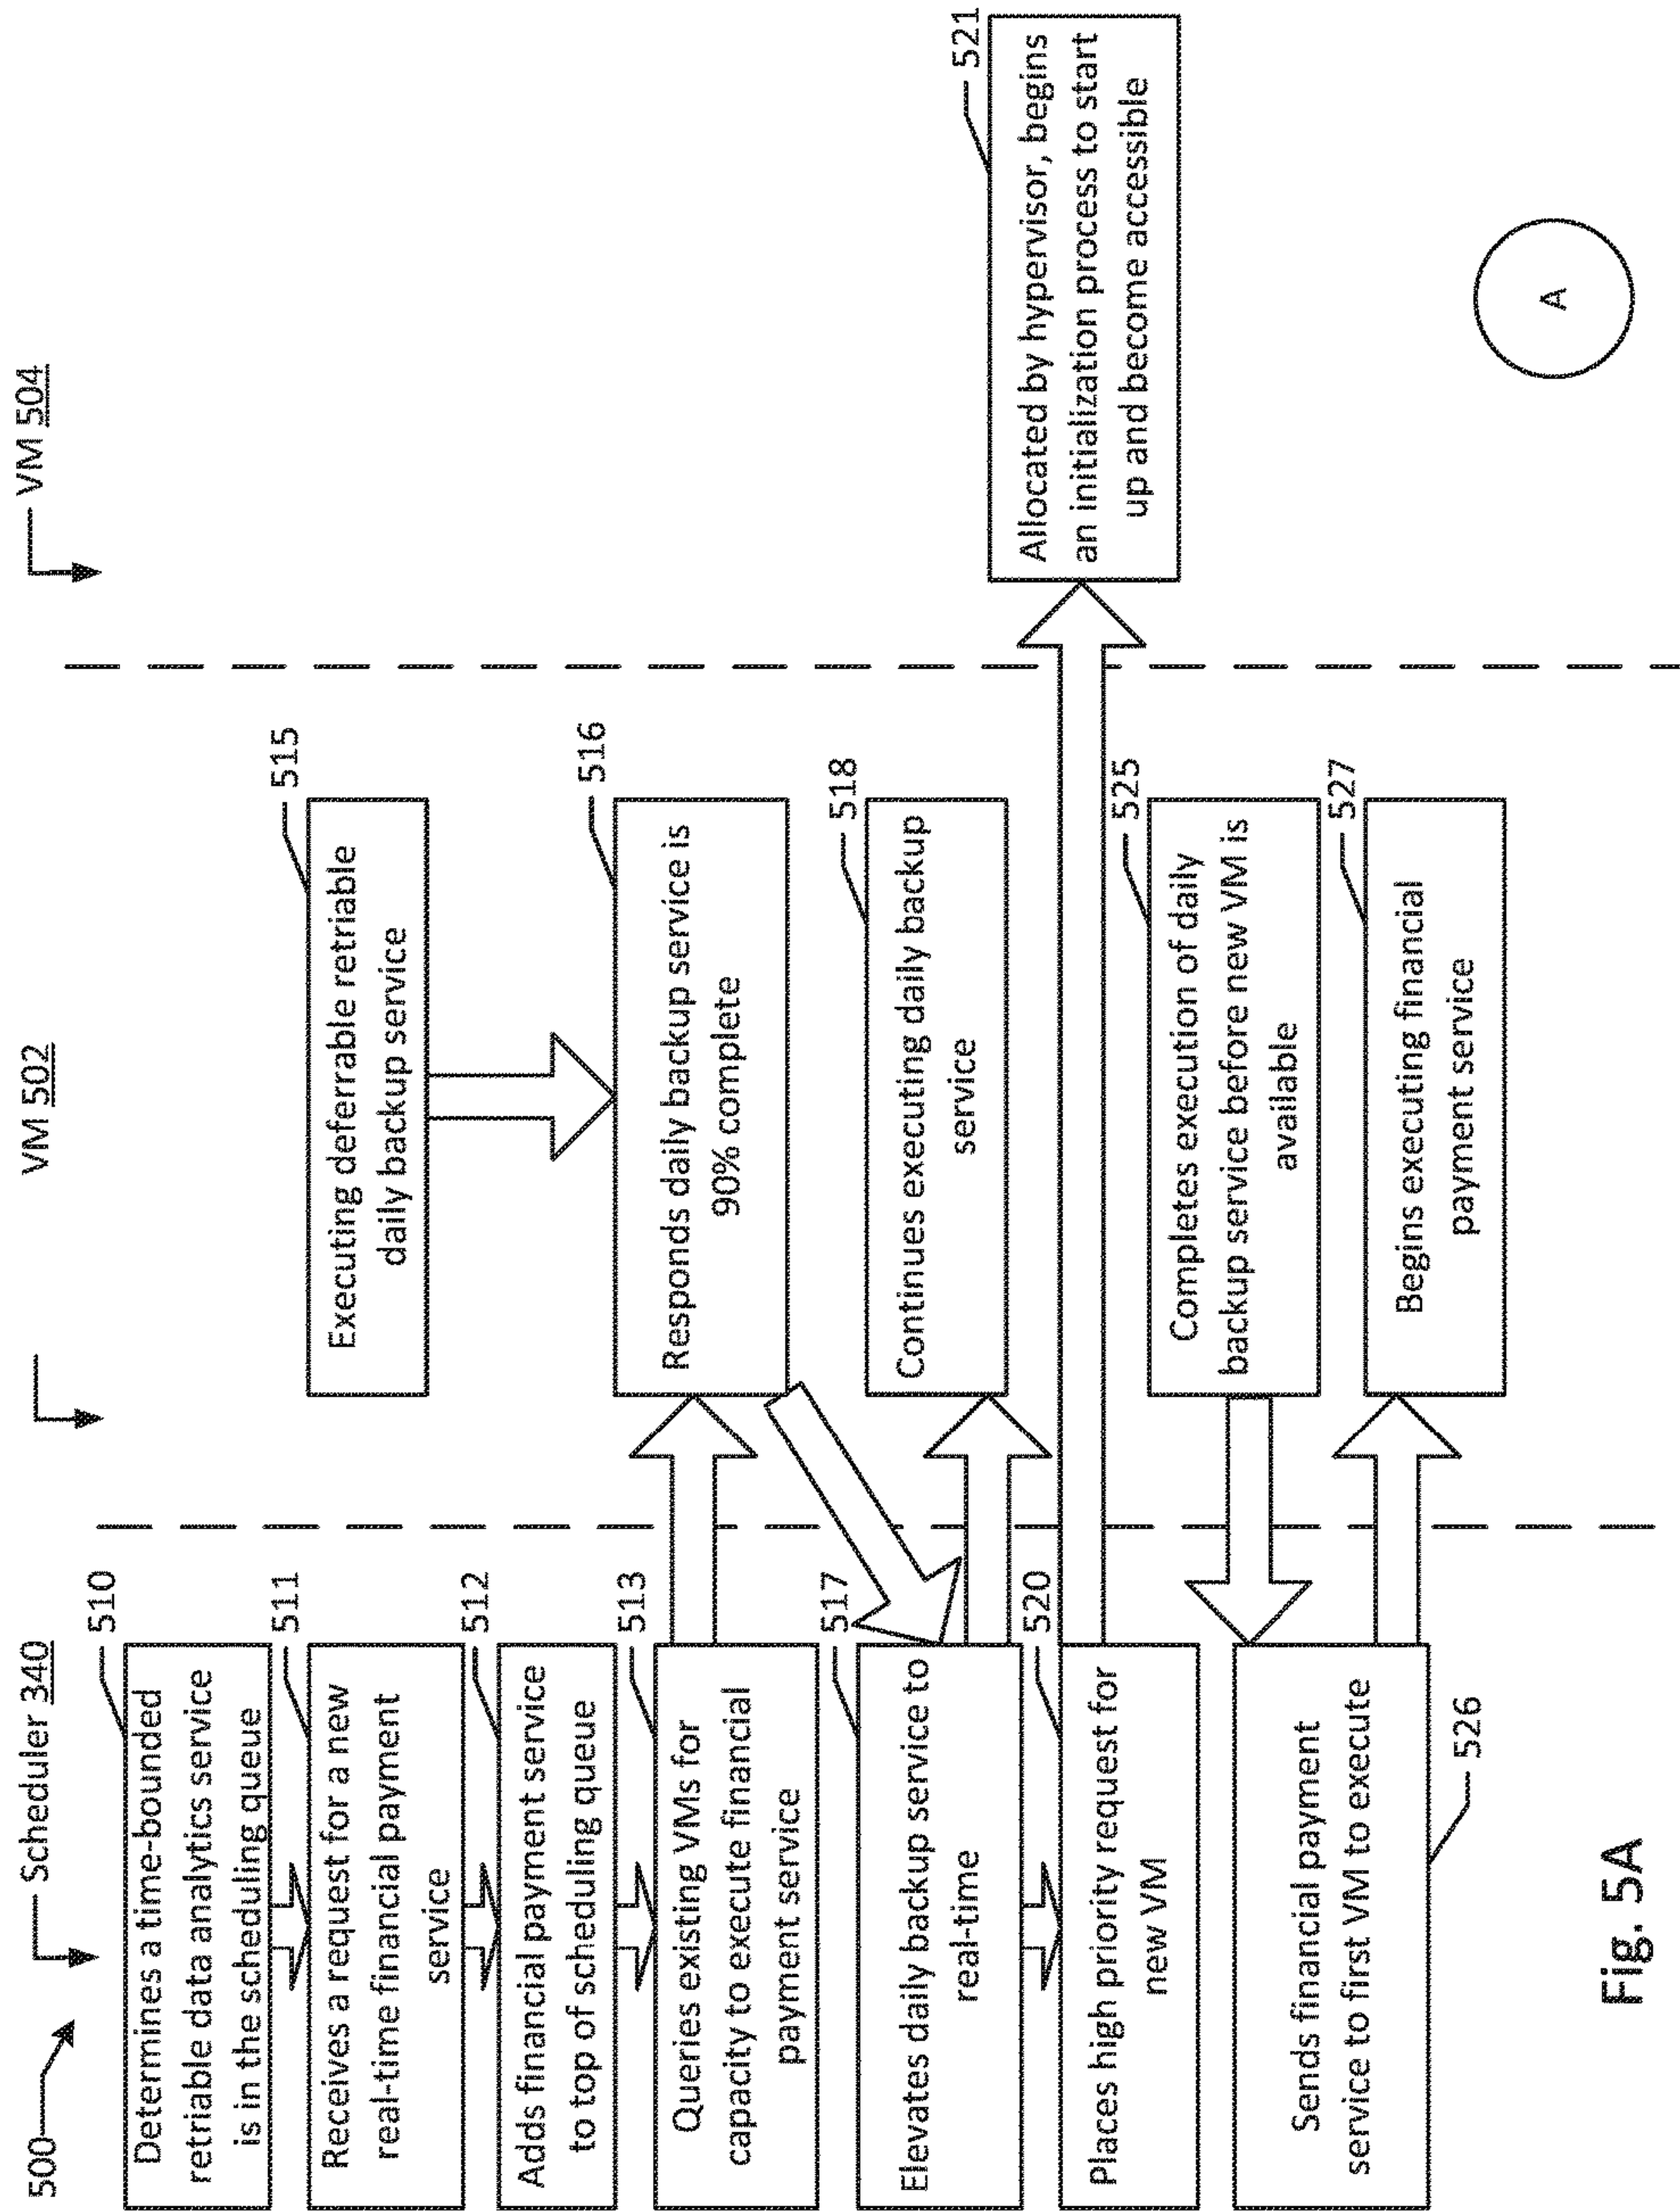 500
Scheduler 340
VM 502
VM 504
510
Determines a time-bounded
retriable data analytics service
is in the scheduling queue
511
Receives a request for a new
real-time financial payment
service
512
Adds financial payment service
to top of scheduling queue
513
Queries existing VMs for
capacity to execute financial
payment service
515
Executing deferrable retriable
daily backup service
516
Responds daily backup service is
90% complete
517
Elevates daily backup service to
real-time
518
Continues executing daily backup
service
520
Places high priority request for
new VM
521
Allocated by hypervisor, begins
an initialization process to start
up and become accessible
525
Completes execution of daily
backup service before new VM is
available
Sends financial payment
service to first VM to execute
526
527
Begins executing financial
payment service
A
Fig. 5A